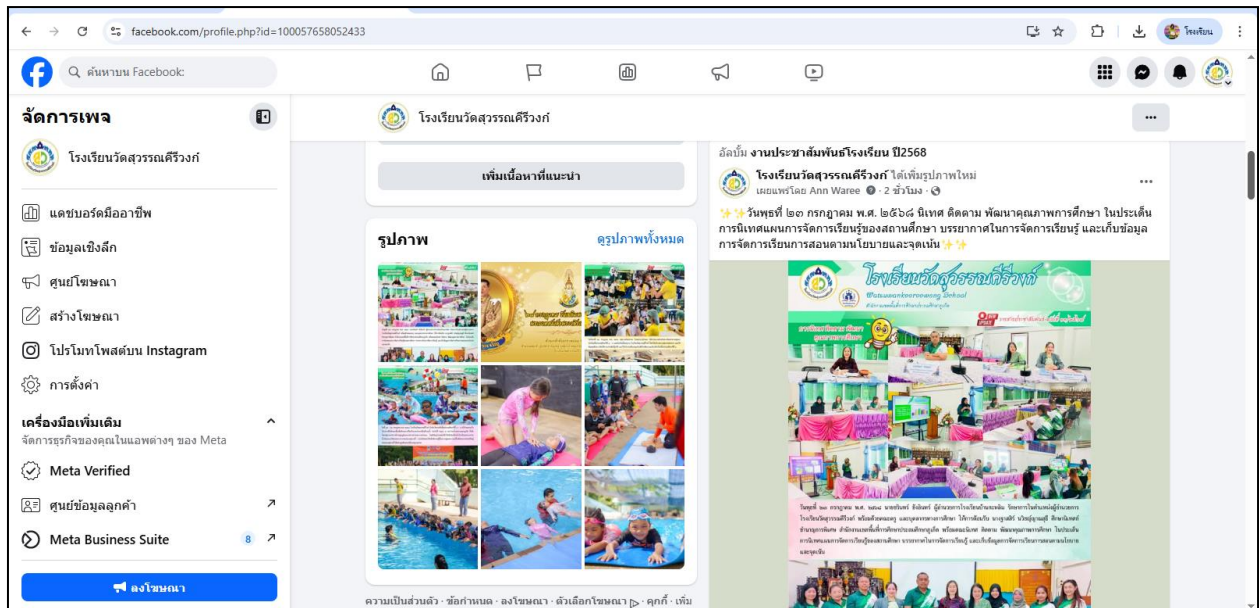 facebook.com/profile.php?id=100057658052433
โรงเรียน
ค้นหาบน Facebook:
จัดการเพจ
โรงเรียนวัดสุวรรณคีรีวงก์
แดชบอร์ดมืออาชีพ
ข้อมูลเชิงลึก
ศูนย์โฆษณา
สร้างโฆษณา
โปรโมทโพสต์บน Instagram
การตั้งค่า
เครื่องมือเพิ่มเติม
จัดการธุรกิจของคุณในแอพต่างๆ ของ Meta
Meta Verified
ศูนย์ข้อมูลลูกค้า
Meta Business Suite
8
ลงโฆษณา
โรงเรียนวัดสุวรรณคีรีวงก์
เพิ่มเนื้อหาที่แนะนำ
รูปภาพ
ดูรูปภาพทั้งหมด
ความเป็นส่วนตัว · ข้อกำหนด · ลงโฆษณา · ตัวเลือกโฆษณา · คุกกี้ · เพิ่ม
อัลบั้ม งานประชาสัมพันธ์โรงเรียน ปี2568
โรงเรียนวัดสุวรรณคีรีวงก์ ได้เพิ่มรูปภาพใหม่
เผยแพร่โดย Ann Waree · 2 ชั่วโมง ·
✨✨วันพุธที่ ๒๓ กรกฎาคม พ.ศ. ๒๕๖๘ นิเทศ ติดตาม พัฒนาคุณภาพการศึกษา ในประเด็น
การนิเทศแผนการจัดการเรียนรู้ของสถานศึกษา บรรยากาศในการจัดการเรียนรู้ และเก็บข้อมูล
การจัดการเรียนการสอนตามนโยบายและจุดเน้น✨✨
โรงเรียนวัดสุวรรณคีรีวงก์